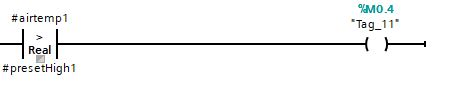 #airtemp1
%M0.4
"Tag_11"
>
Real
#presetHigh1